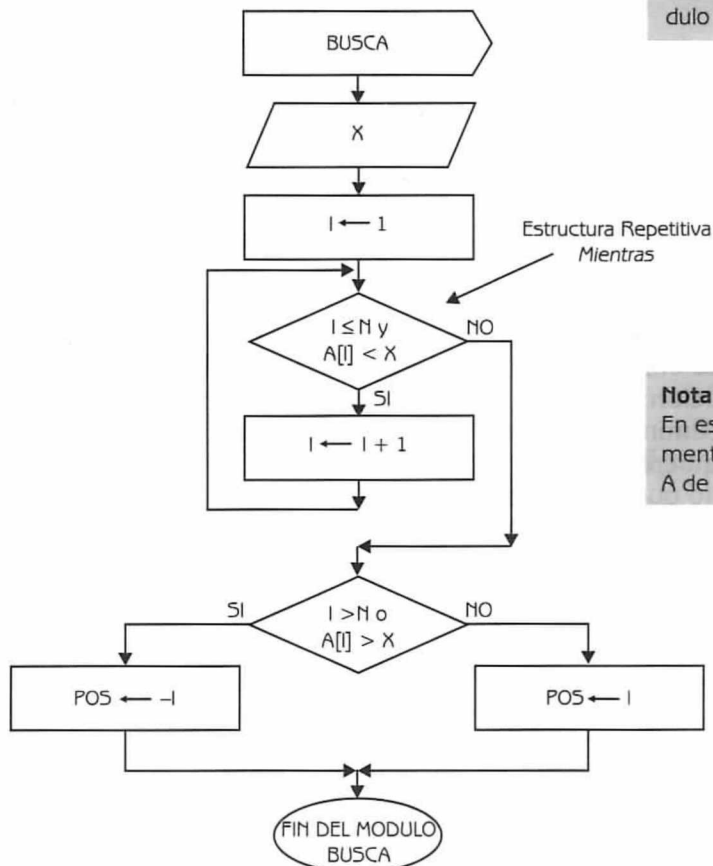 dulo
BUSCA
X
I ← 1
Estructura Repetitiva
Mientras
I ≤ N y
A[I] < X
NO
SI
I ← I + 1
Nota
En es
ment
A de
I >N o
A[I] > X
SI
NO
POS ← –I
POS ← I
FIN DEL MODULO
BUSCA